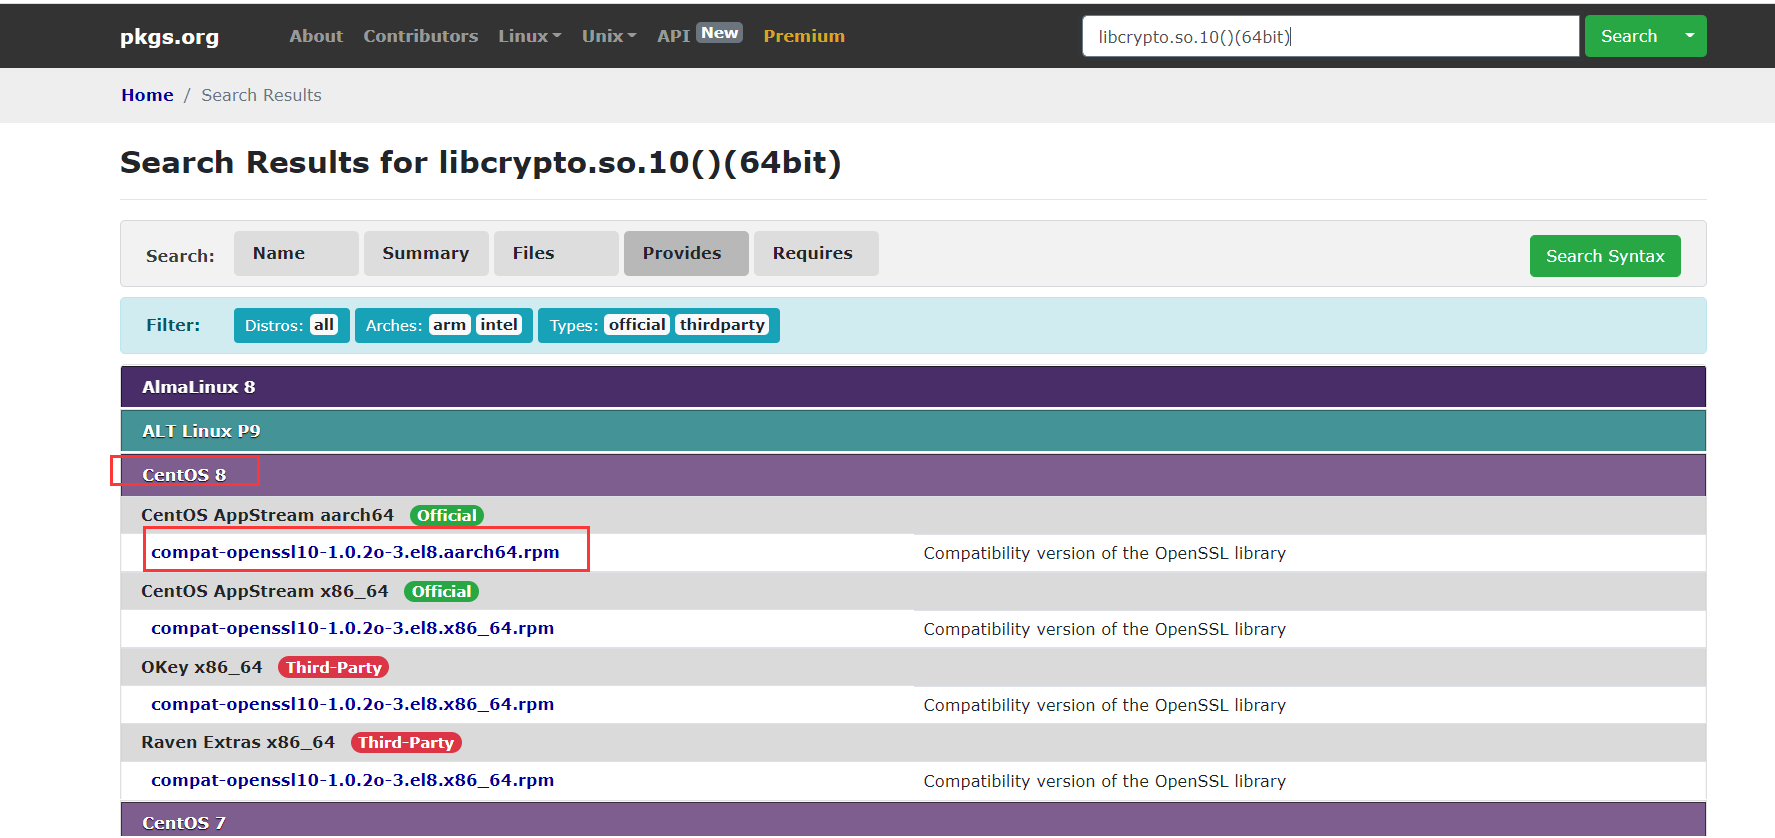 pkgs.org About Contributors Linux Unix API New Premium libcrypto.so.10()(64bit) Search
Home / Search Results
Search Results for libcrypto.so.10()(64bit)
Search: Name Summary Files Provides Requires Search Syntax
Filter: Distros: all Arches: arm intel Types: official thirdparty
AlmaLinux 8
ALT Linux P9
CentOS 8
CentOS AppStream aarch64 Official
compat-openssl10-1.0.2o-3.el8.aarch64.rpm Compatibility version of the OpenSSL library
CentOS AppStream x86_64 Official
compat-openssl10-1.0.2o-3.el8.x86_64.rpm Compatibility version of the OpenSSL library
OKey x86_64 Third-Party
compat-openssl10-1.0.2o-3.el8.x86_64.rpm Compatibility version of the OpenSSL library
Raven Extras x86_64 Third-Party
compat-openssl10-1.0.2o-3.el8.x86_64.rpm Compatibility version of the OpenSSL library
CentOS 7